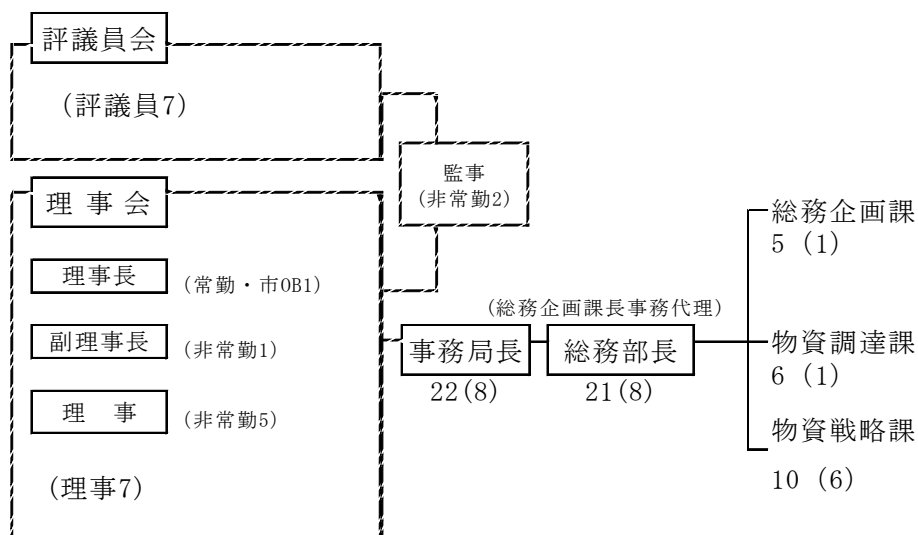 評議員会
(評議員7)
監事
(非常勤2)
理 事 会
理事長 (常勤・市OB1)
副理事長 (非常勤1)
理 事 (非常勤5)
(理事7)
(総務企画課長事務代理)
事務局長
22(8)
総務部長
21(8)
総務企画課
5 (1)
物資調達課
6 (1)
物資戦略課
10 (6)